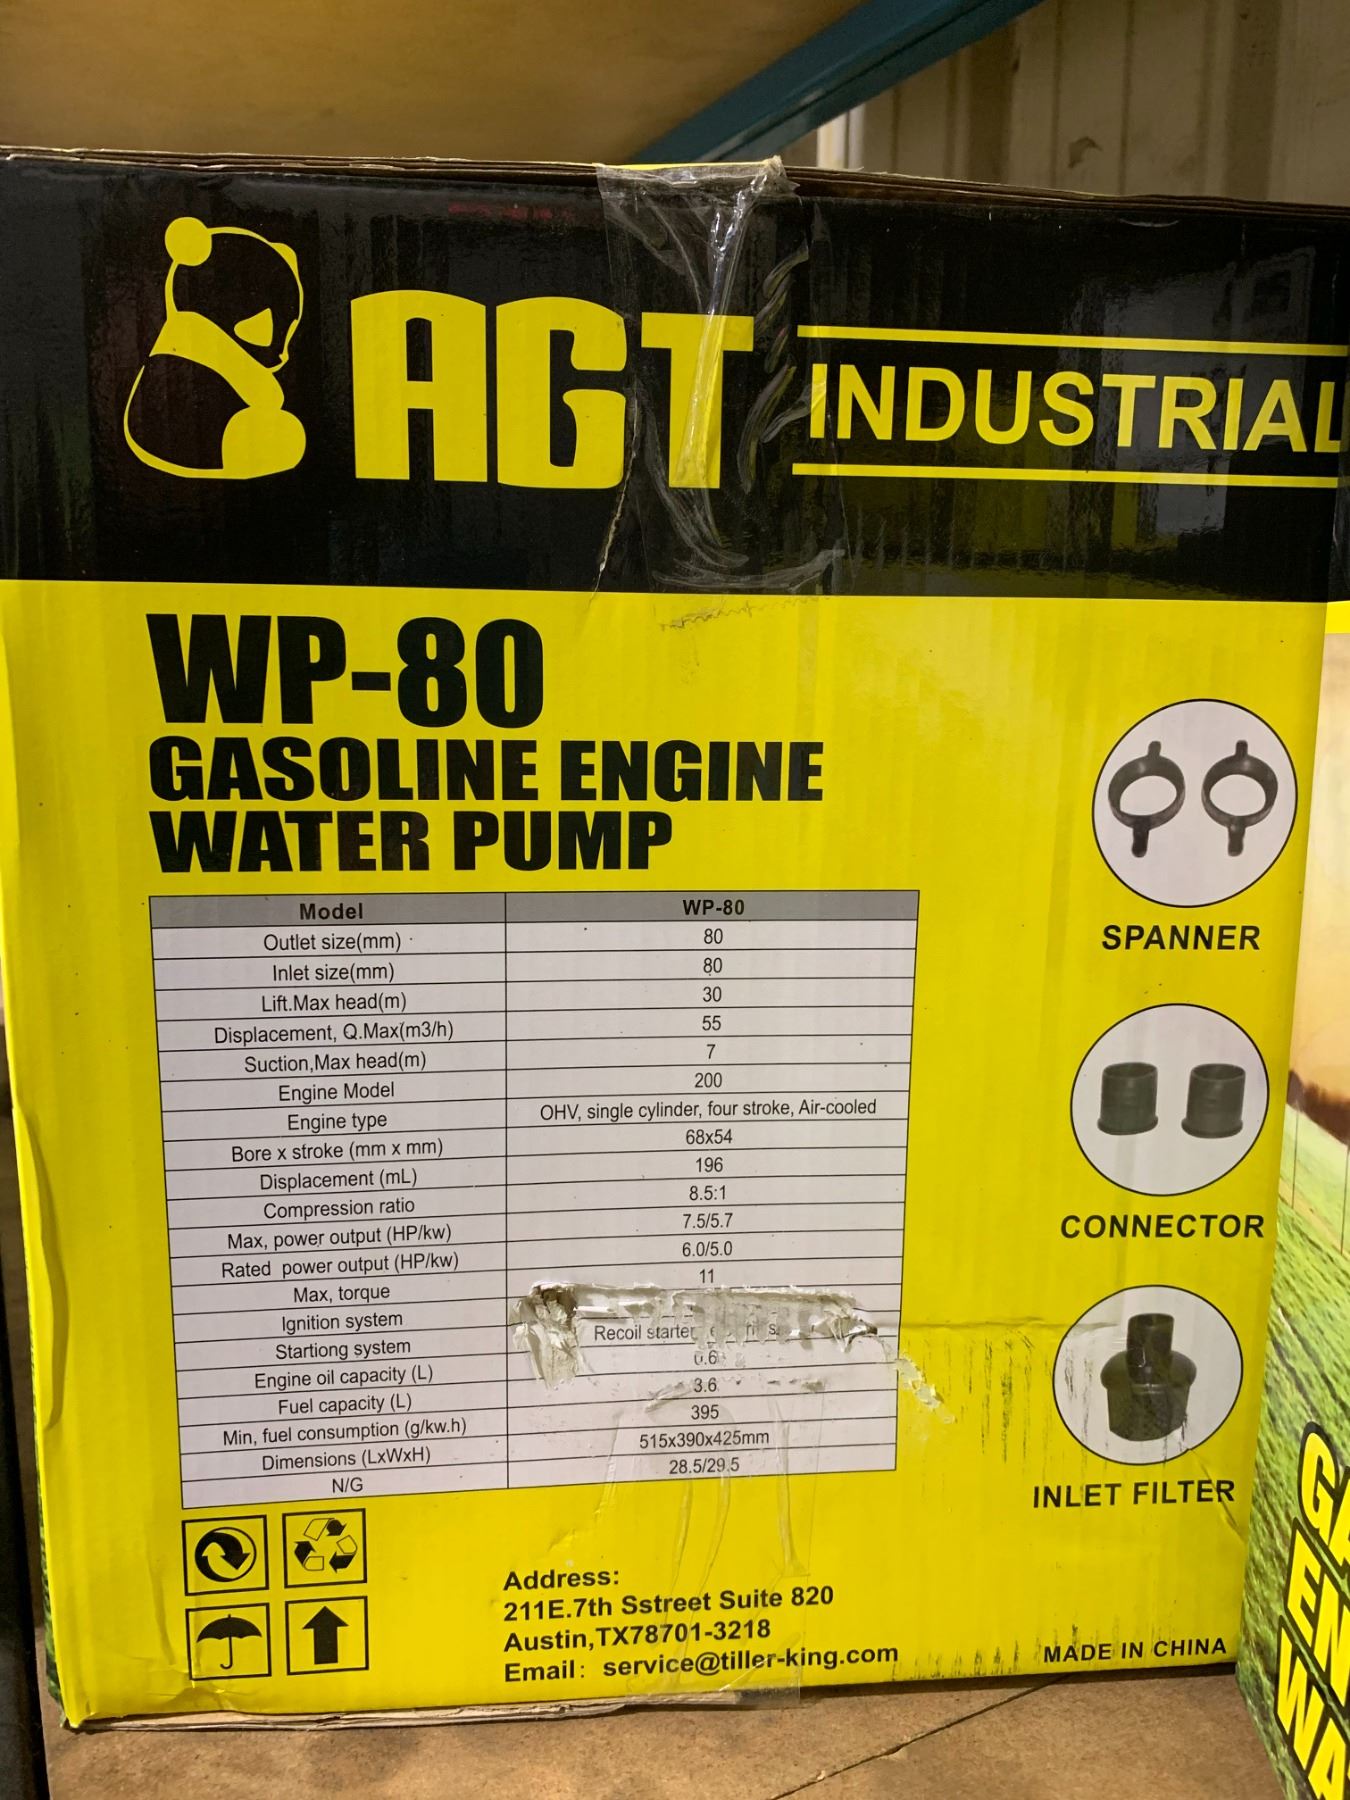 AGT INDUSTRIAL
WP-80
GASOLINE ENGINE
WATER PUMP
Model WP-80
Outlet size(mm) 80
Inlet size(mm) 80
Lift.Max head(m) 30
Displacement, Q.Max(m3/h) 55
Suction,Max head(m) 7
Engine Model 200
Engine type OHV, single cylinder, four stroke, Air-cooled
Bore x stroke (mm x mm) 68x54
Displacement (mL) 196
Compression ratio 8.5:1
Max, power output (HP/kw) 7.5/5.7
Rated power output (HP/kw) 6.0/5.0
Max, torque 11
Ignition system
Startiong system Recoil starter
Engine oil capacity (L) 0.6
Fuel capacity (L) 3.6
Min, fuel consumption (g/kw.h) 395
Dimensions (LxWxH) 515x390x425mm
N/G 28.5/29.5
SPANNER
CONNECTOR
INLET FILTER
Address:
211E.7th Sstreet Suite 820
Austin,TX78701-3218
Email: service@tiller-king.com
MADE IN CHINA